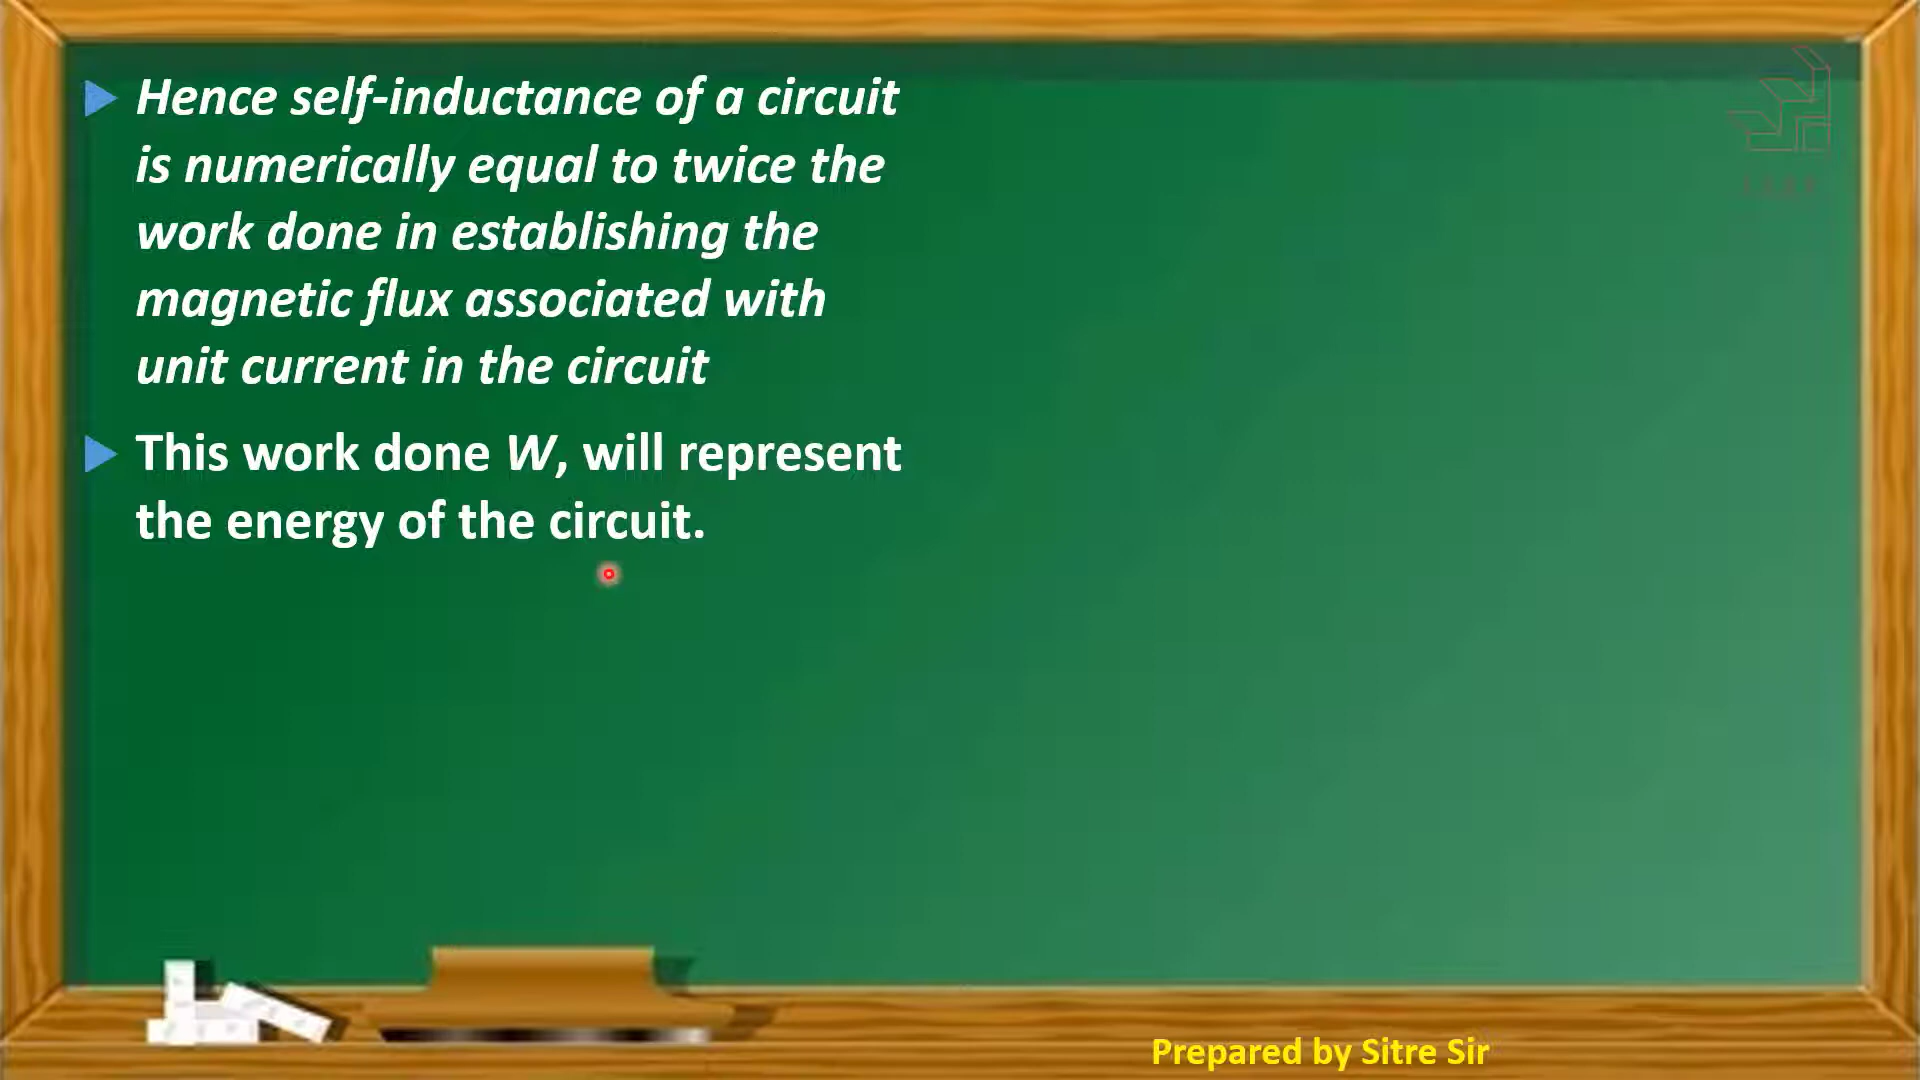 Hence self-inductance of a circuit
is numerically equal to twice the
work done in establishing the
magnetic flux associated with
unit current in the circuit
This work done W, will represent
the energy of the circuit.
Prepared by Sitre Sir